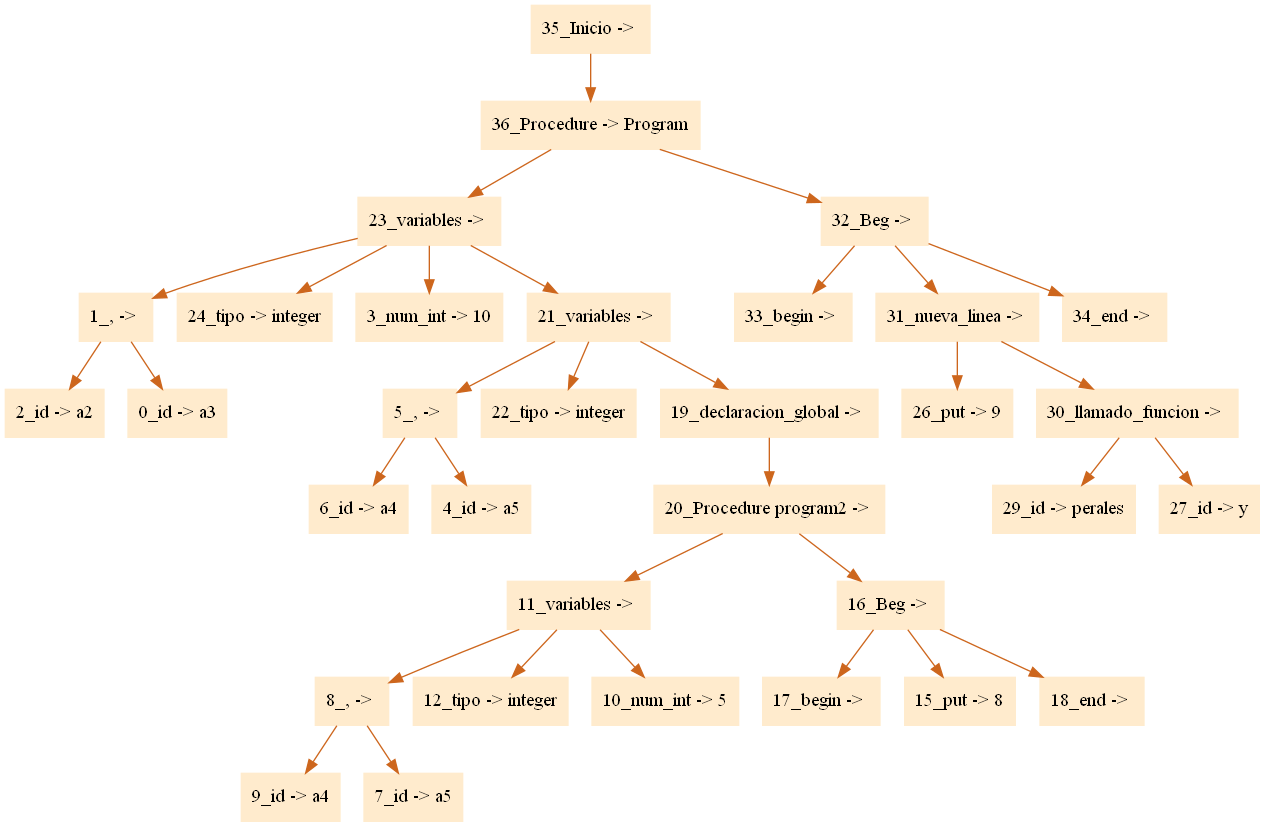 35_Inicio ->
36_Procedure -> Program
23_variables ->
32_Beg ->
1_, ->
24_tipo -> integer
3_num_int -> 10
21_variables ->
33_begin ->
31_nueva_linea ->
34_end ->
2_id -> a2
0_id -> a3
5_, ->
22_tipo -> integer
19_declaracion_global ->
26_put -> 9
30_llamado_funcion ->
6_id -> a4
4_id -> a5
20_Procedure program2 ->
29_id -> perales
27_id -> y
11_variables ->
16_Beg ->
8_, ->
12_tipo -> integer
10_num_int -> 5
17_begin ->
15_put -> 8
18_end ->
9_id -> a4
7_id -> a5